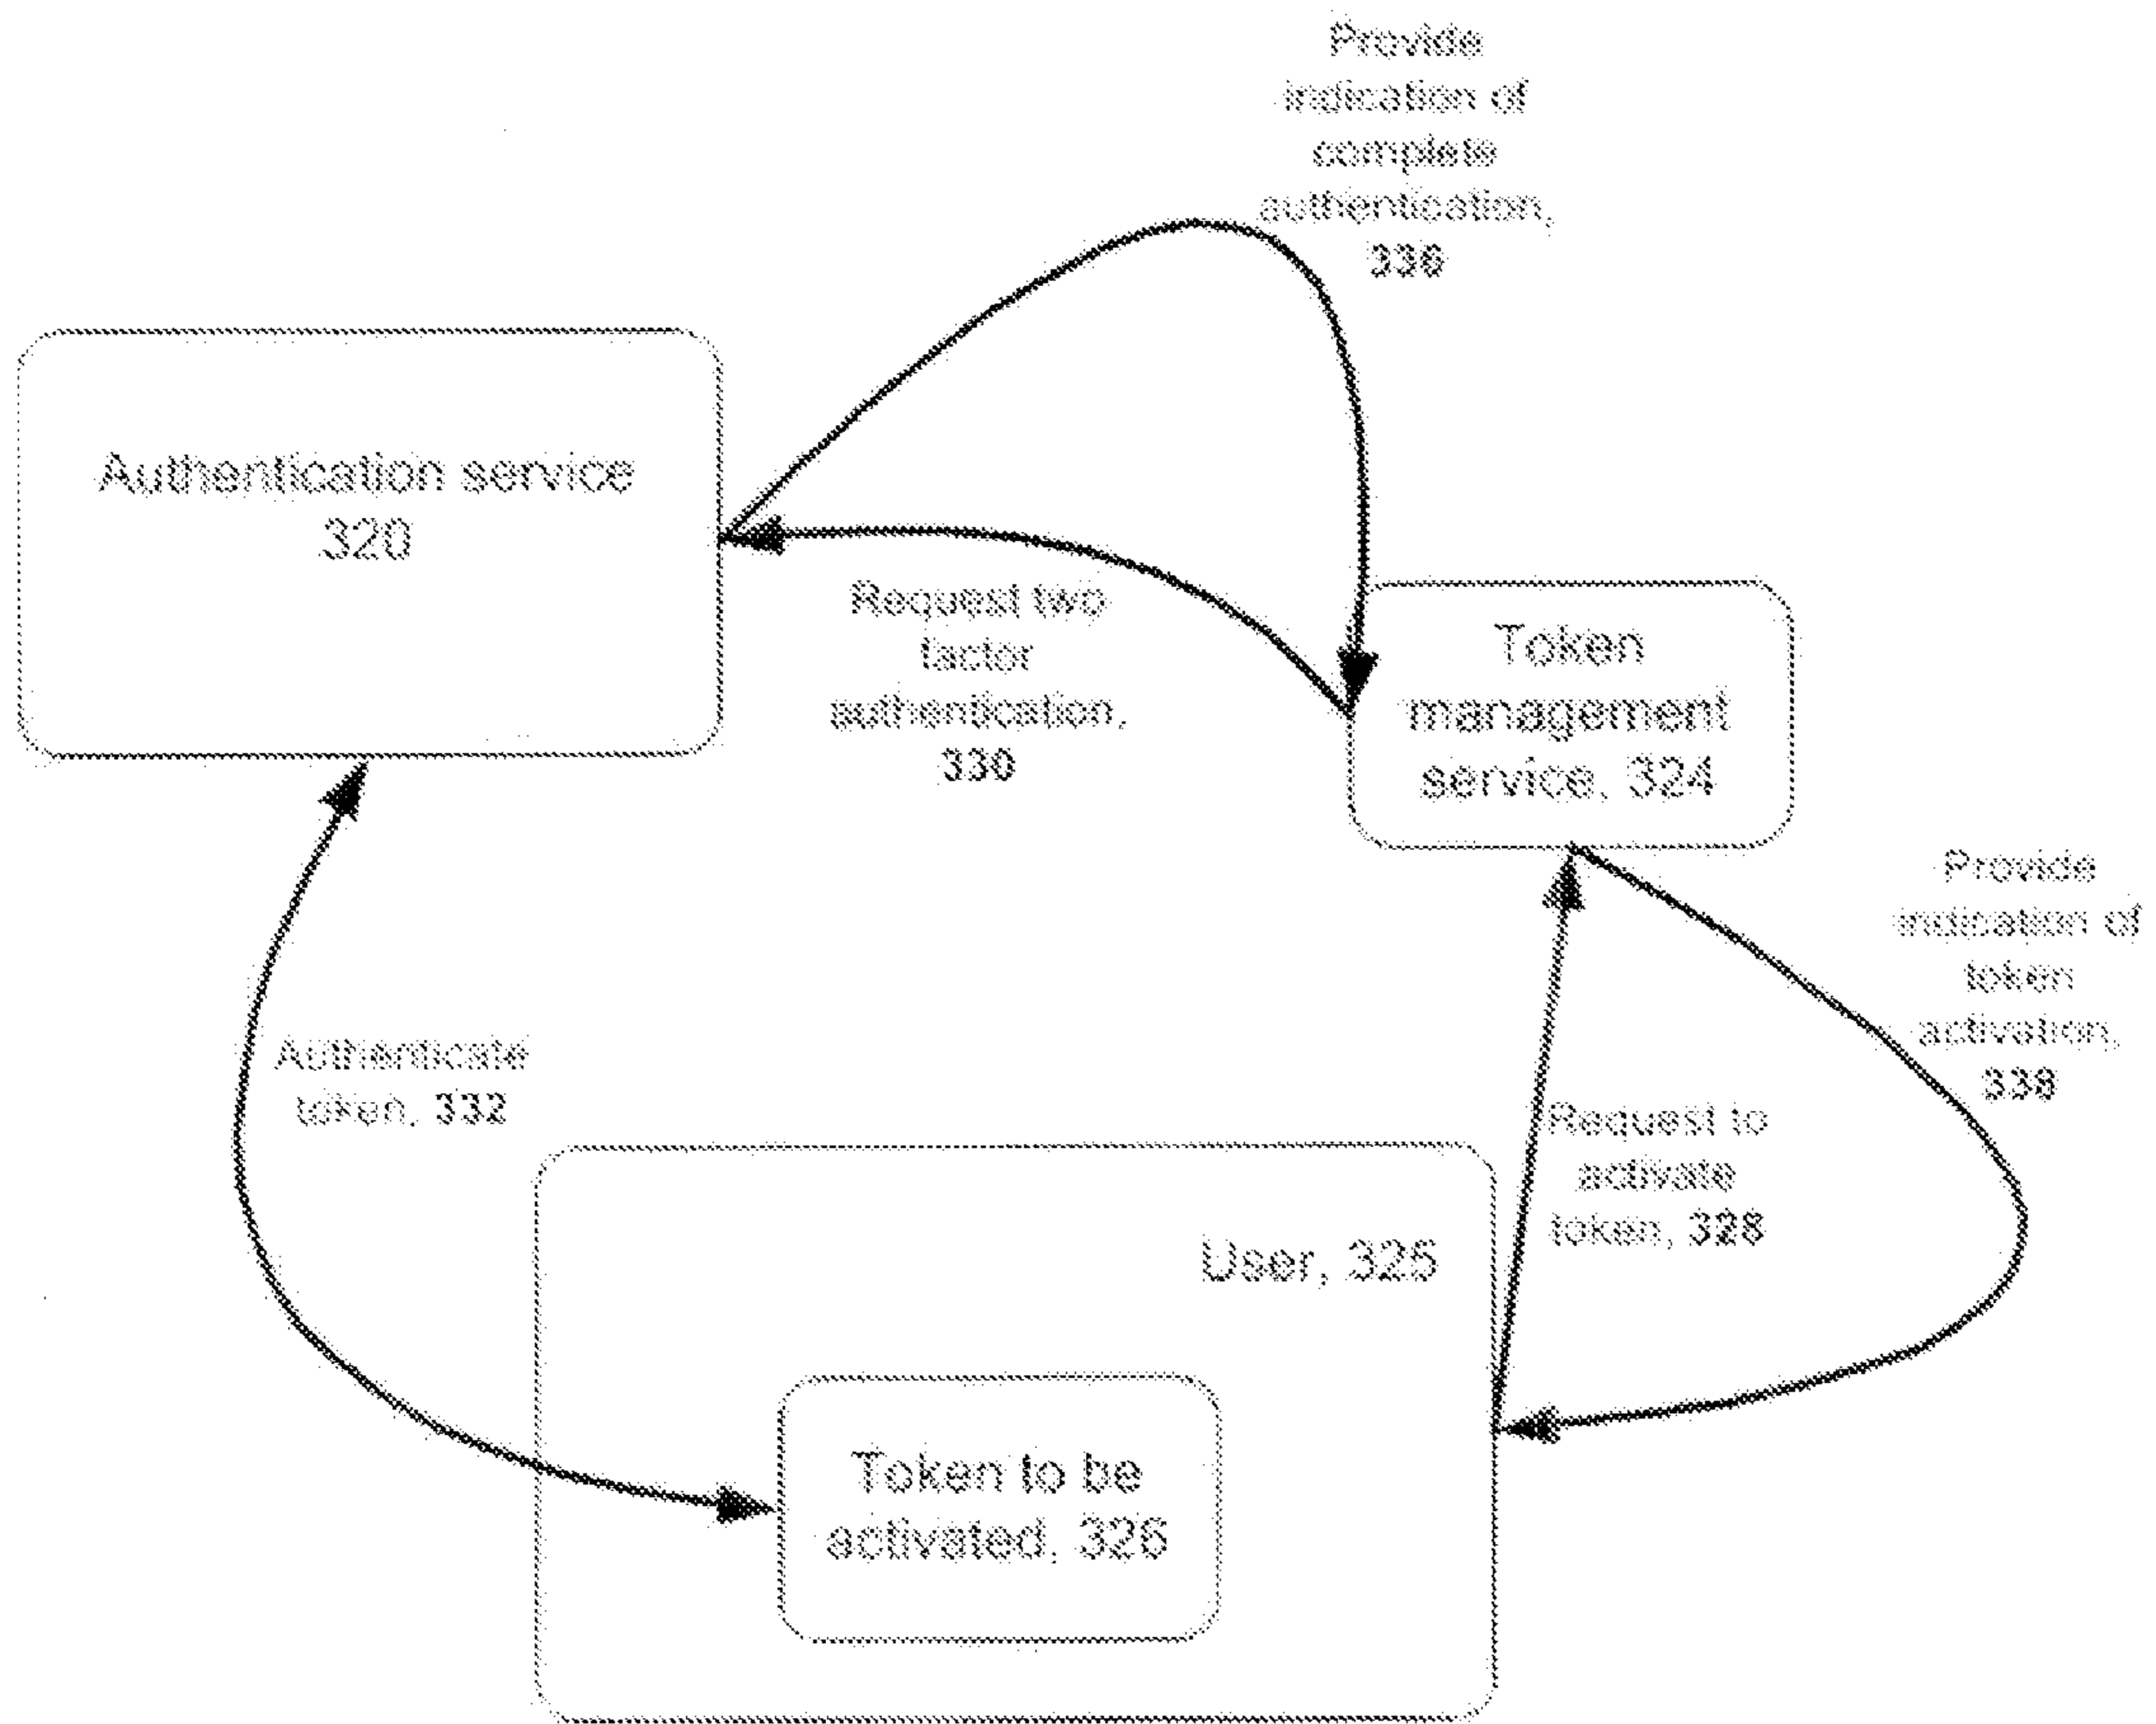 Provide
indication of
complete
authentication,
336
Authentication service
320
Request two
factor
authentication,
330
Token
management
service, 324
Provide
indication of
token
activation,
338
Authenticate
token, 332
Request to
activate
token, 328
User, 325
Token to be
activated, 326